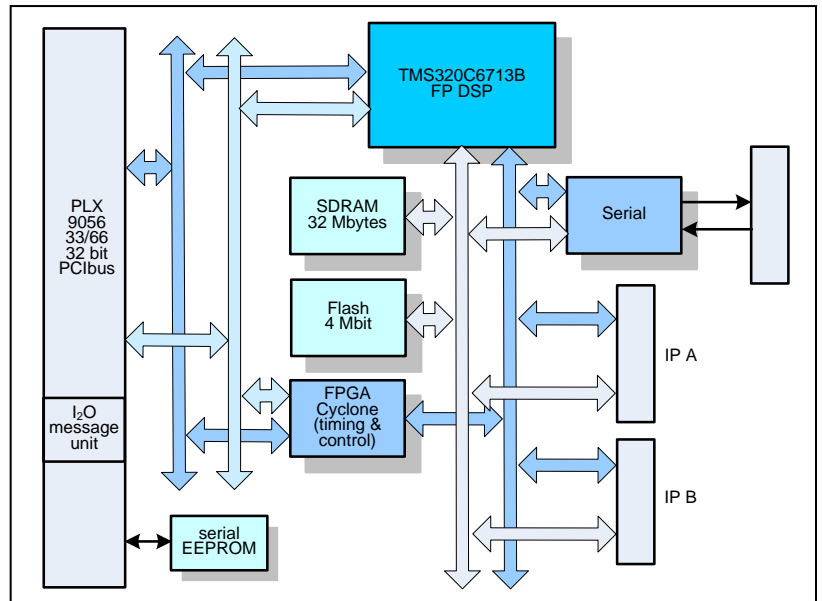 TMS320C6713B
FP DSP
PLX
9056
33/66
32 bit
PCIbus
SDRAM
32 Mbytes
Serial
Flash
4 Mbit
IP A
FPGA
Cyclone
(timing &
control)
I₂O
message
unit
IP B
serial
EEPROM